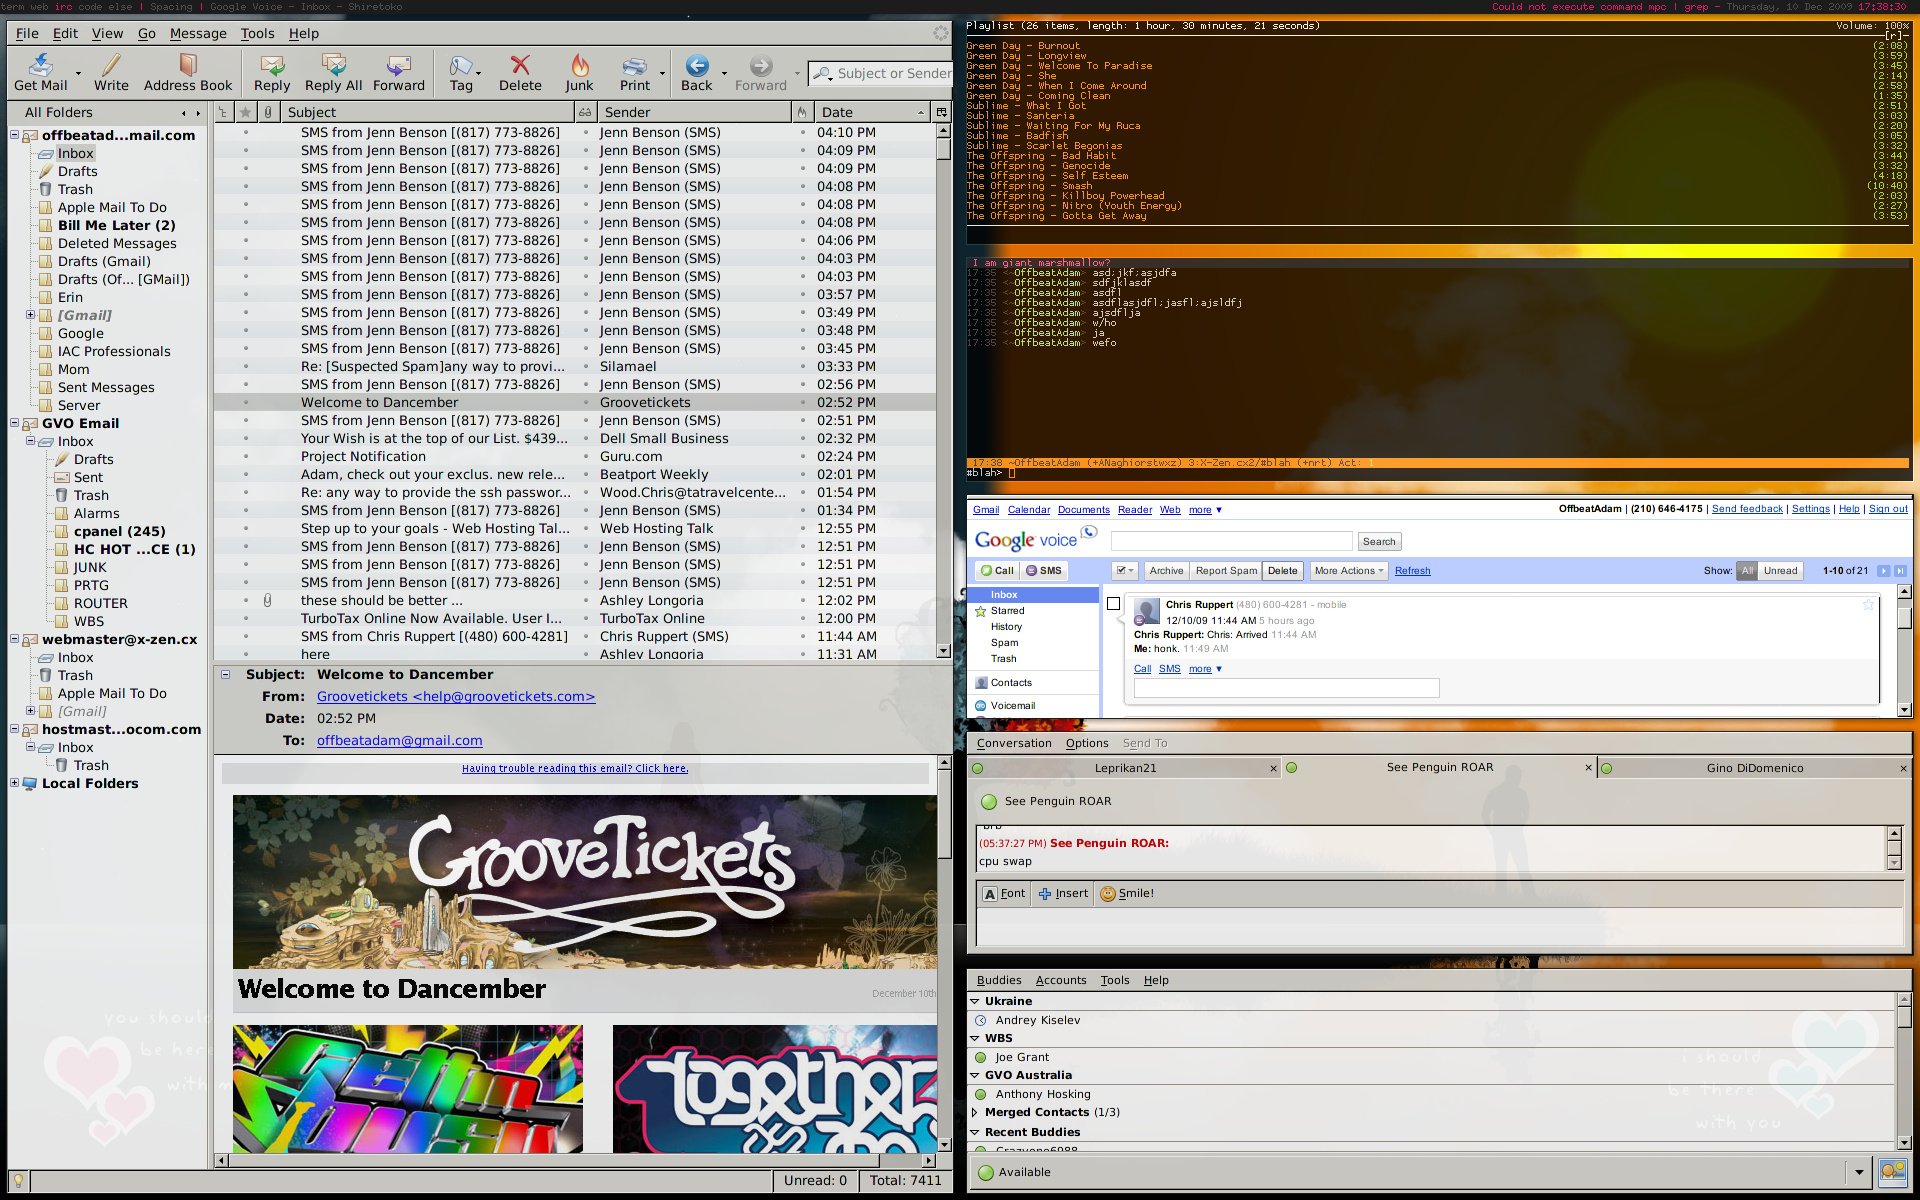 term web irc code else | Spacing | Google Voice - Inbox - Shiretoko
Could not execute command mpc | grep - Thursday, 10 Dec 2009 17:38:30
File Edit View Go Message Tools Help
Get Mail Write Address Book Reply Reply All Forward Tag Delete Junk Print Back Forward Subject or Sender
All Folders
offbeatad...mail.com
Inbox
Drafts
Trash
Apple Mail To Do
Bill Me Later (2)
Deleted Messages
Drafts (Gmail)
Drafts (Of... [GMail])
Erin
[Gmail]
Google
IAC Professionals
Mom
Sent Messages
Server
GVO Email
Inbox
Drafts
Sent
Trash
Alarms
cpanel (245)
HC HOT ...CE (1)
JUNK
PRTG
ROUTER
WBS
webmaster@x-zen.cx
Inbox
Trash
Apple Mail To Do
[Gmail]
hostmast...ocom.com
Inbox
Trash
Local Folders
Subject Sender Date
SMS from Jenn Benson [(817) 773-8826] Jenn Benson (SMS) 04:10 PM
SMS from Jenn Benson [(817) 773-8826] Jenn Benson (SMS) 04:09 PM
SMS from Jenn Benson [(817) 773-8826] Jenn Benson (SMS) 04:09 PM
SMS from Jenn Benson [(817) 773-8826] Jenn Benson (SMS) 04:08 PM
SMS from Jenn Benson [(817) 773-8826] Jenn Benson (SMS) 04:08 PM
SMS from Jenn Benson [(817) 773-8826] Jenn Benson (SMS) 04:08 PM
SMS from Jenn Benson [(817) 773-8826] Jenn Benson (SMS) 04:06 PM
SMS from Jenn Benson [(817) 773-8826] Jenn Benson (SMS) 04:03 PM
SMS from Jenn Benson [(817) 773-8826] Jenn Benson (SMS) 04:03 PM
SMS from Jenn Benson [(817) 773-8826] Jenn Benson (SMS) 03:57 PM
SMS from Jenn Benson [(817) 773-8826] Jenn Benson (SMS) 03:49 PM
SMS from Jenn Benson [(817) 773-8826] Jenn Benson (SMS) 03:48 PM
SMS from Jenn Benson [(817) 773-8826] Jenn Benson (SMS) 03:45 PM
Re: [Suspected Spam]any way to provi... Silamael 03:33 PM
SMS from Jenn Benson [(817) 773-8826] Jenn Benson (SMS) 02:56 PM
Welcome to Dancember Groovetickets 02:52 PM
SMS from Jenn Benson [(817) 773-8826] Jenn Benson (SMS) 02:51 PM
Your Wish is at the top of our List. $439... Dell Small Business 02:32 PM
Project Notification Guru.com 02:24 PM
Adam, check out your exclus. new rele... Beatport Weekly 02:01 PM
Re: any way to provide the ssh passwor... Wood.Chris@tatravelcente... 01:54 PM
SMS from Jenn Benson [(817) 773-8826] Jenn Benson (SMS) 01:34 PM
Step up to your goals - Web Hosting Tal... Web Hosting Talk 12:55 PM
SMS from Jenn Benson [(817) 773-8826] Jenn Benson (SMS) 12:51 PM
SMS from Jenn Benson [(817) 773-8826] Jenn Benson (SMS) 12:51 PM
SMS from Jenn Benson [(817) 773-8826] Jenn Benson (SMS) 12:51 PM
these should be better ... Ashley Longoria 12:02 PM
TurboTax Online Now Available. User I... TurboTax Online 12:00 PM
SMS from Chris Ruppert [(480) 600-4281] Chris Ruppert (SMS) 11:44 AM
here Ashley Longoria 11:31 AM
Subject: Welcome to Dancember
From: Groovetickets <help@groovetickets.com>
Date: 02:52 PM
To: offbeatadam@gmail.com
Having trouble reading this email? Click here.
GrooveTickets
Welcome to Dancember
December 10th
together
as
you should
be here
with m
Unread: 0 Total: 7411
Playlist (26 items, length: 1 hour, 30 minutes, 21 seconds) Volume: 100%
[r]
Green Day - Burnout (2:08)
Green Day - Longview (3:59)
Green Day - Welcome To Paradise (3:45)
Green Day - She (2:14)
Green Day - When I Come Around (2:58)
Green Day - Coming Clean (1:35)
Sublime - What I Got (2:51)
Sublime - Santeria (3:03)
Sublime - Waiting For My Ruca (2:20)
Sublime - Badfish (3:05)
Sublime - Scarlet Begonias (3:32)
The Offspring - Bad Habit (3:44)
The Offspring - Genocide (3:32)
The Offspring - Self Esteem (4:18)
The Offspring - Smash (10:40)
The Offspring - Killboy Powerhead (2:03)
The Offspring - Nitro (Youth Energy) (2:27)
The Offspring - Gotta Get Away (3:53)
I am giant marshmallow?
17:35 <~OffbeatAdam> asd;jkf;asjdfa
17:35 <~OffbeatAdam> sdfjklasdf
17:35 <~OffbeatAdam> asdfl
17:35 <~OffbeatAdam> asdflasjdfl;jasfl;ajsldfj
17:35 <~OffbeatAdam> ajsdflja
17:35 <~OffbeatAdam> w/ho
17:35 <~OffbeatAdam> ja
17:35 <~OffbeatAdam> wefo
17:38 ~OffbeatAdam (+ANaghiorstwxz) 3:X-Zen.cx2/#blah (+nrt) Act:
#blah>
Gmail Calendar Documents Reader Web more ▼ OffbeatAdam | (210) 646-4175 | Send feedback | Settings | Help | Sign out
Google voice Search
Call SMS Archive Report Spam Delete More Actions Refresh Show: All Unread 1-10 of 21
Inbox
Starred
History
Spam
Trash
Contacts
Voicemail
Chris Ruppert (480) 600-4281 - mobile
12/10/09 11:44 AM 5 hours ago
Chris Ruppert: Chris: Arrived 11:44 AM
Me: honk. 11:49 AM
Call SMS more ▼
Conversation Options Send To
Leprikan21 See Penguin ROAR Gino DiDomenico
See Penguin ROAR
brb
(05:37:27 PM) See Penguin ROAR:
cpu swap
Font Insert Smile!
Buddies Accounts Tools Help
Ukraine
Andrey Kiselev
WBS
Joe Grant
GVO Australia
Anthony Hosking
Merged Contacts (1/3)
Recent Buddies
Crazyone6988
i should
be there
with you
Available